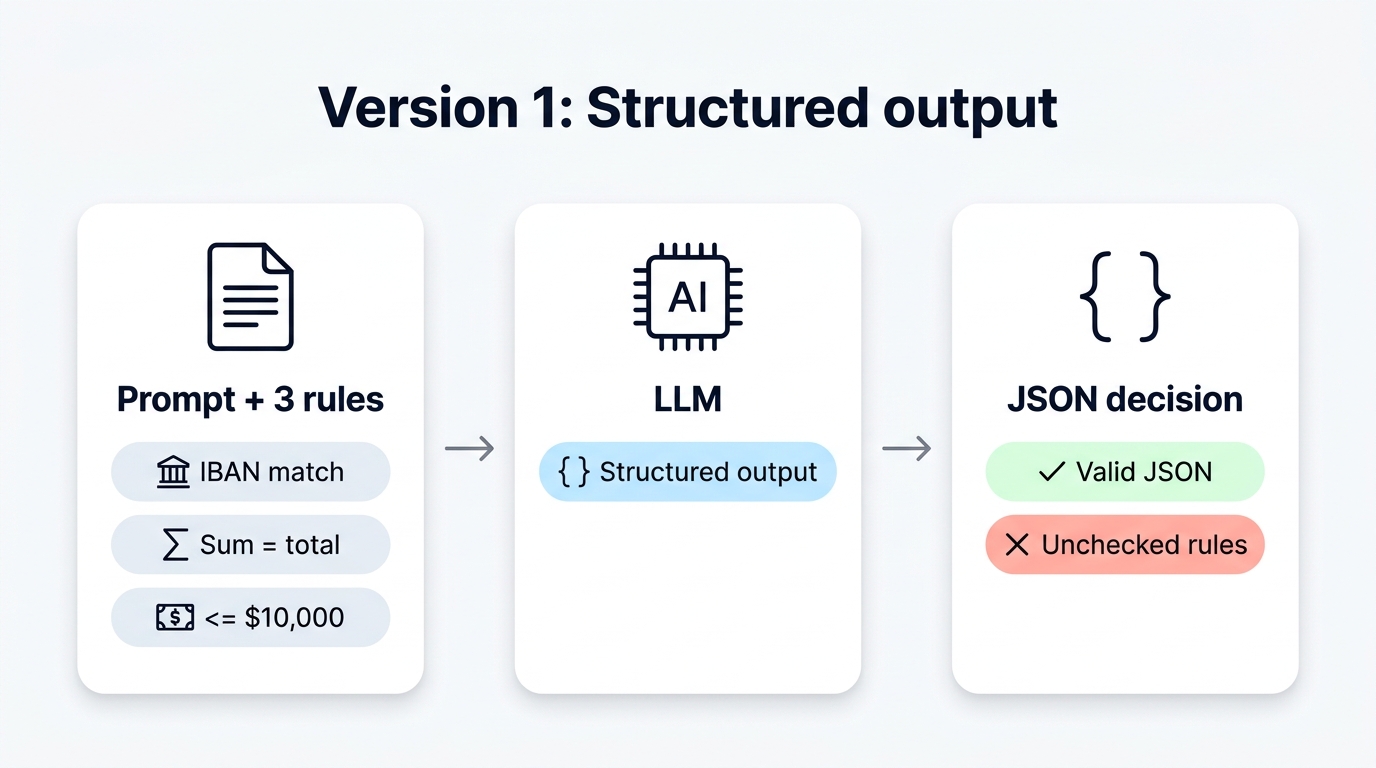 Version 1: Structured output
Prompt + 3 rules
IBAN match
Sum = total
<= $10,000
AI
LLM
{ } Structured output
{ }
JSON decision
Valid JSON
Unchecked rules